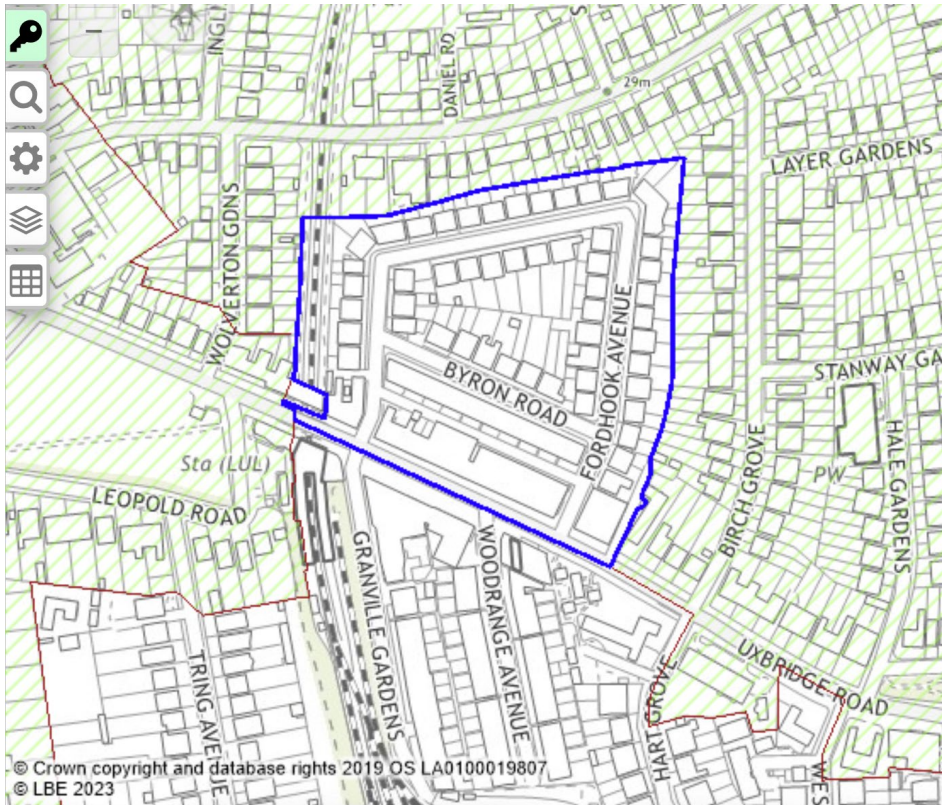 DANIEL RD
29m
LAYER GARDENS
WOLVERTON GDNS
FORDHOOK AVENUE
BYRON ROAD
STANWAY GA
Sta (LUL)
LEOPOLD ROAD
BIRCH GROVE
PW
HALE GARDENS
GRANVILLE GARDENS
WOODRANGE AVENUE
TRING AVENUE
HART GROVE
UXBRIDGE ROAD
WES
© Crown copyright and database rights 2019 OS LA0100019807
© LBE 2023